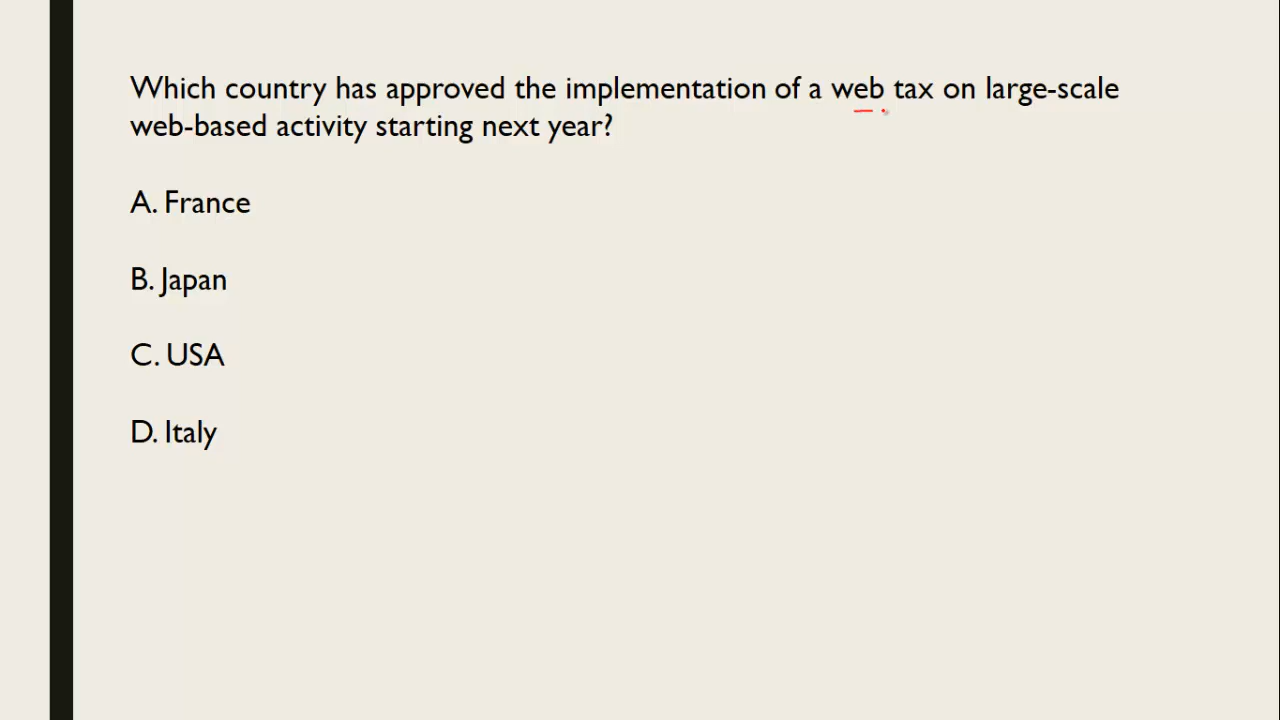 Which country has approved the implementation of a web tax on large-scale
web-based activity starting next year?
A. France
B. Japan
C. USA
D. Italy